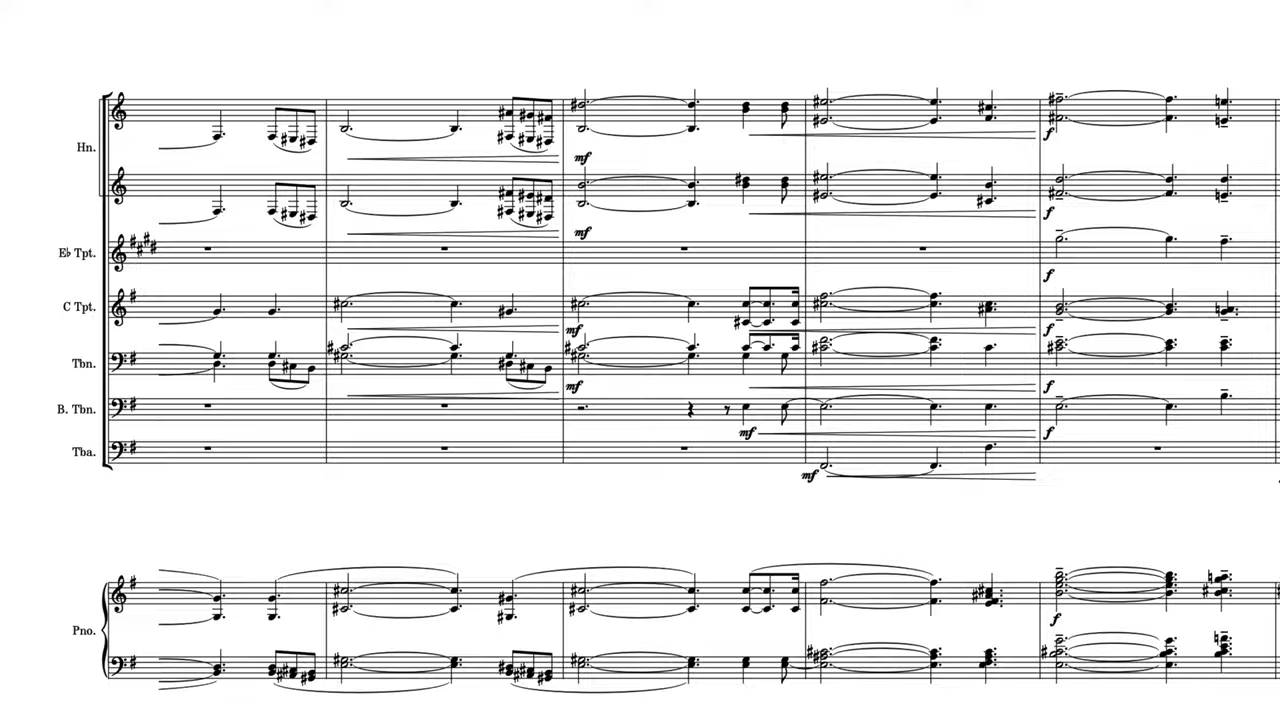 Hn.
mf
f
mf
f
E♭ Tpt.
f
C Tpt.
mf
f
Tbn.
mf
f
B. Tbn.
mf
f
Tba.
mf
Pno.
f